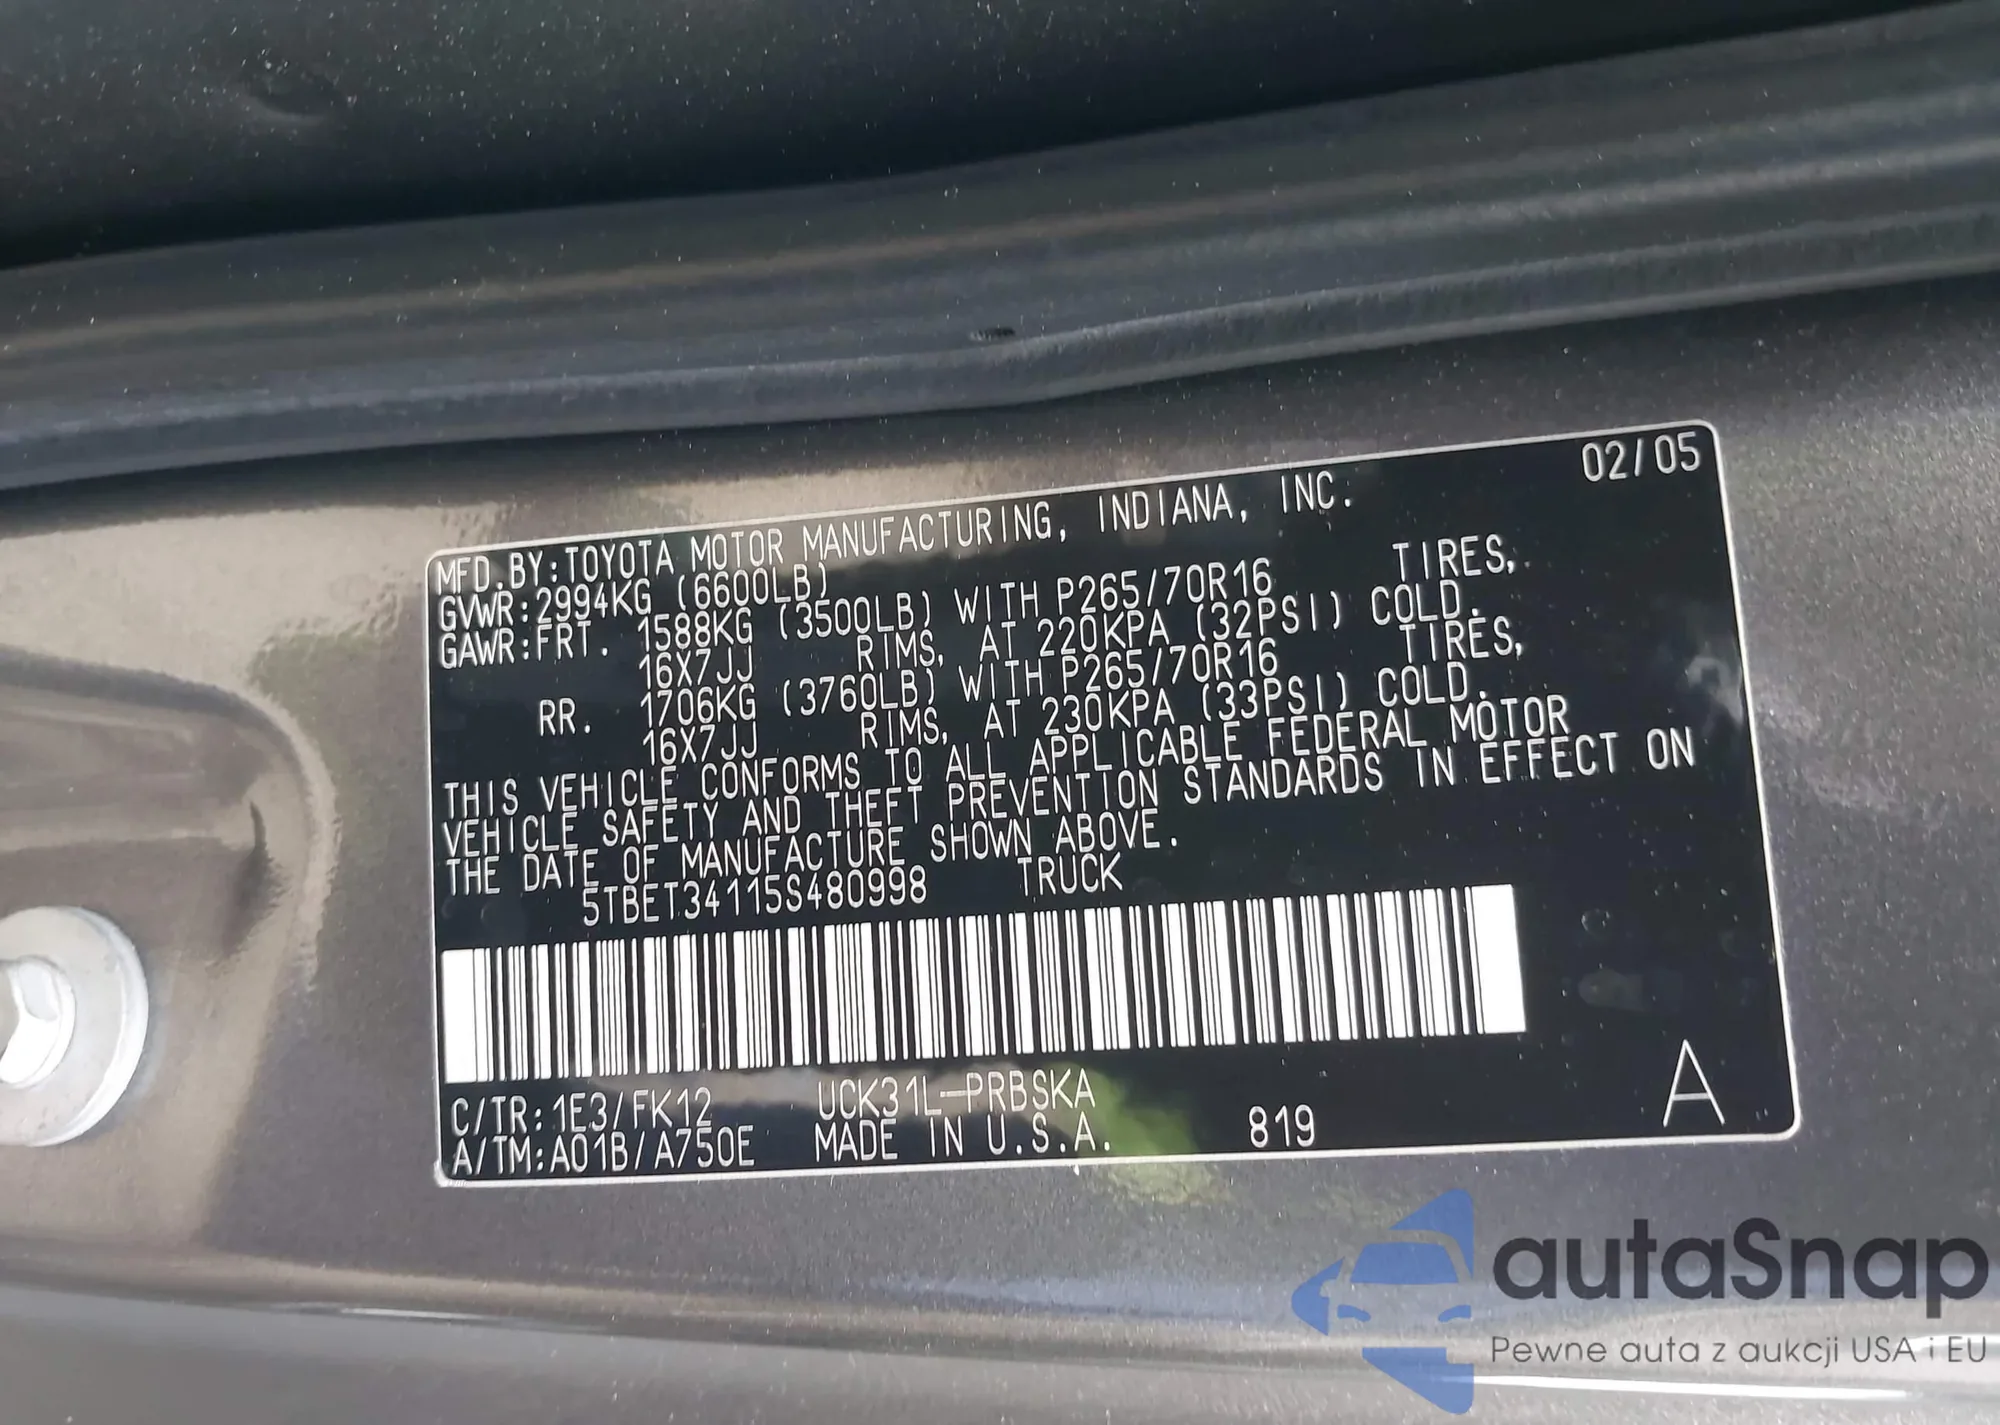 02/05
MFD.BY:TOYOTA MOTOR MANUFACTURING, INDIANA, INC.
GVWR:2994KG (6600LB)
GAWR:FRT. 1588KG (3500LB) WITH P265/70R16 TIRES,
16X7JJ RIMS, AT 220KPA (32PSI) COLD.
RR. 1706KG (3760LB) WITH P265/70R16 TIRES,
16X7JJ RIMS, AT 230KPA (33PSI) COLD.
THIS VEHICLE CONFORMS TO ALL APPLICABLE FEDERAL MOTOR
VEHICLE SAFETY AND THEFT PREVENTION STANDARDS IN EFFECT ON
THE DATE OF MANUFACTURE SHOWN ABOVE.
5TBET34115S480998 TRUCK
C/TR:1E3/FK12 UCK31L-PRBSKA
A/TM:A01B/A750E MADE IN U.S.A. 819 A
autaSnap
Pewne auta z aukcji USA i EU